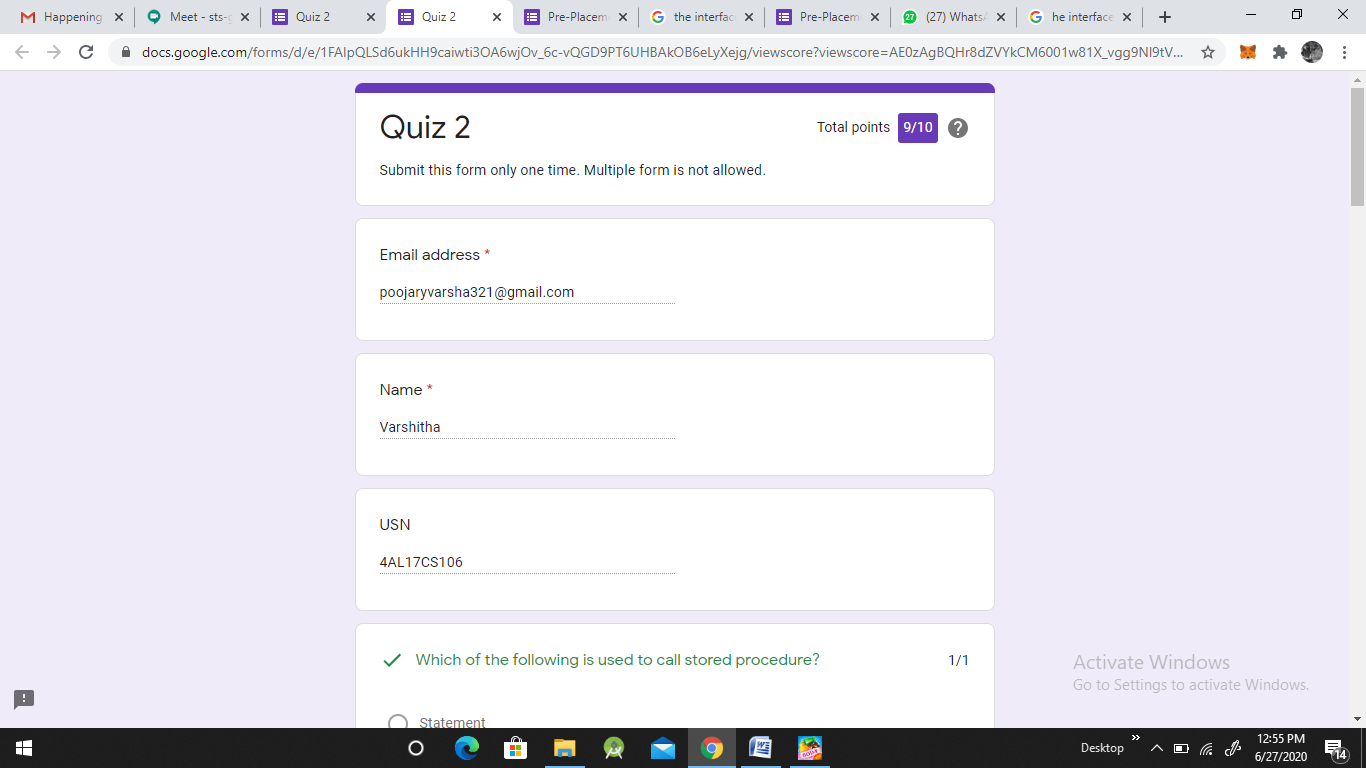 Happening
Meet - sts-
Quiz 2
Quiz 2
Pre-Placem
the interfac
Pre-Placem
27 (27) WhatsA
he interface
docs.google.com/forms/d/e/1FAIpQLSd6ukHH9caiwti3OA6wjOv_6c-vQGD9PT6UHBAkOB6eLyXejg/viewscore?viewscore=AE0zAgBQHr8dZVYkCM6001w81X_vgg9NI9tV...
Quiz 2
Total points 9/10
Submit this form only one time. Multiple form is not allowed.
Email address *
poojaryvarsha321@gmail.com
Name *
Varshitha
USN
4AL17CS106
Which of the following is used to call stored procedure? 1/1
Statement
Activate Windows
Go to Settings to activate Windows.
Desktop
12:55 PM
6/27/2020
14